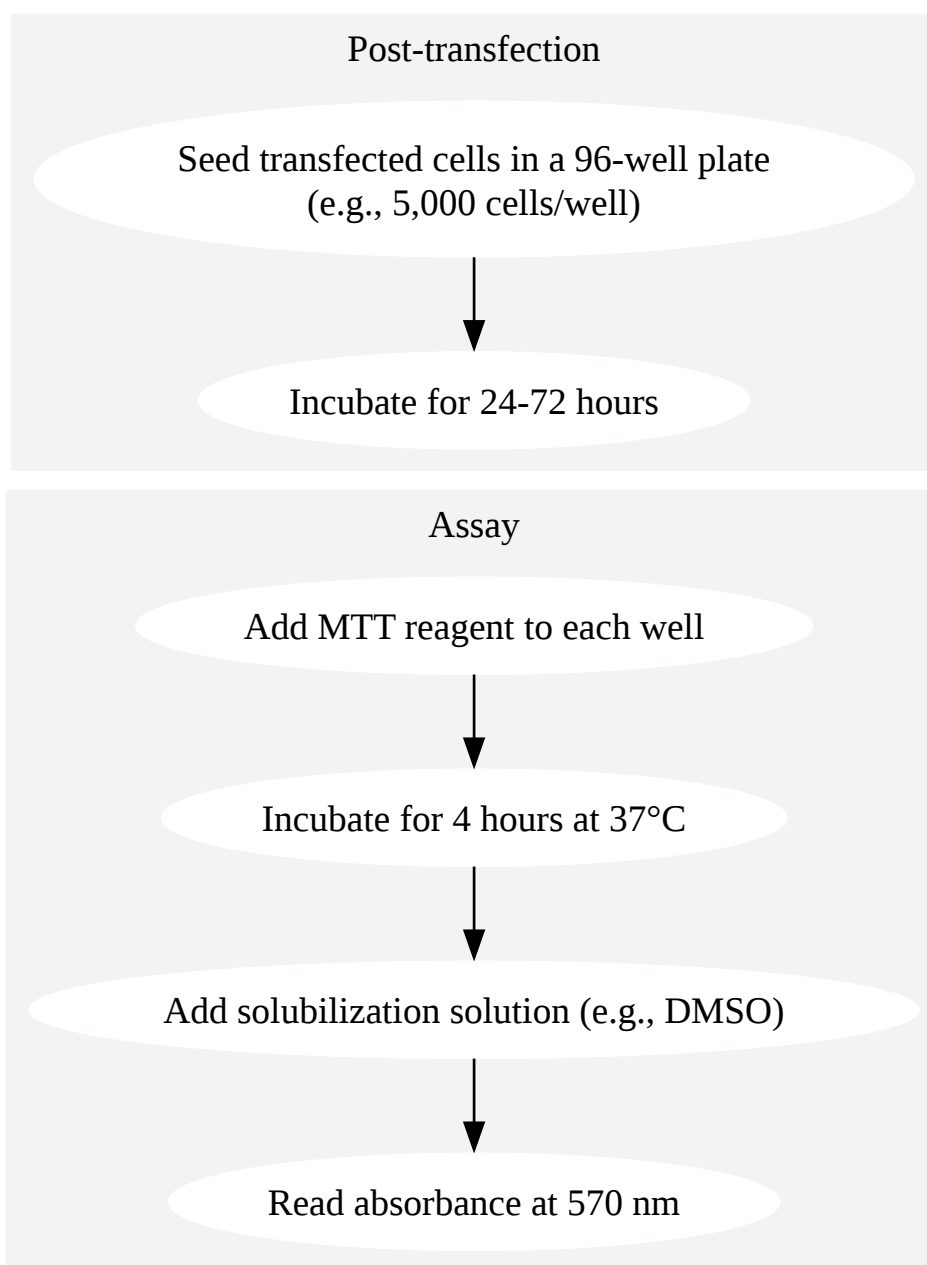 Post-transfection
Seed transfected cells in a 96-well plate
(e.g., 5,000 cells/well)
Incubate for 24-72 hours
Assay
Add MTT reagent to each well
Incubate for 4 hours at 37°C
Add solubilization solution (e.g., DMSO)
Read absorbance at 570 nm